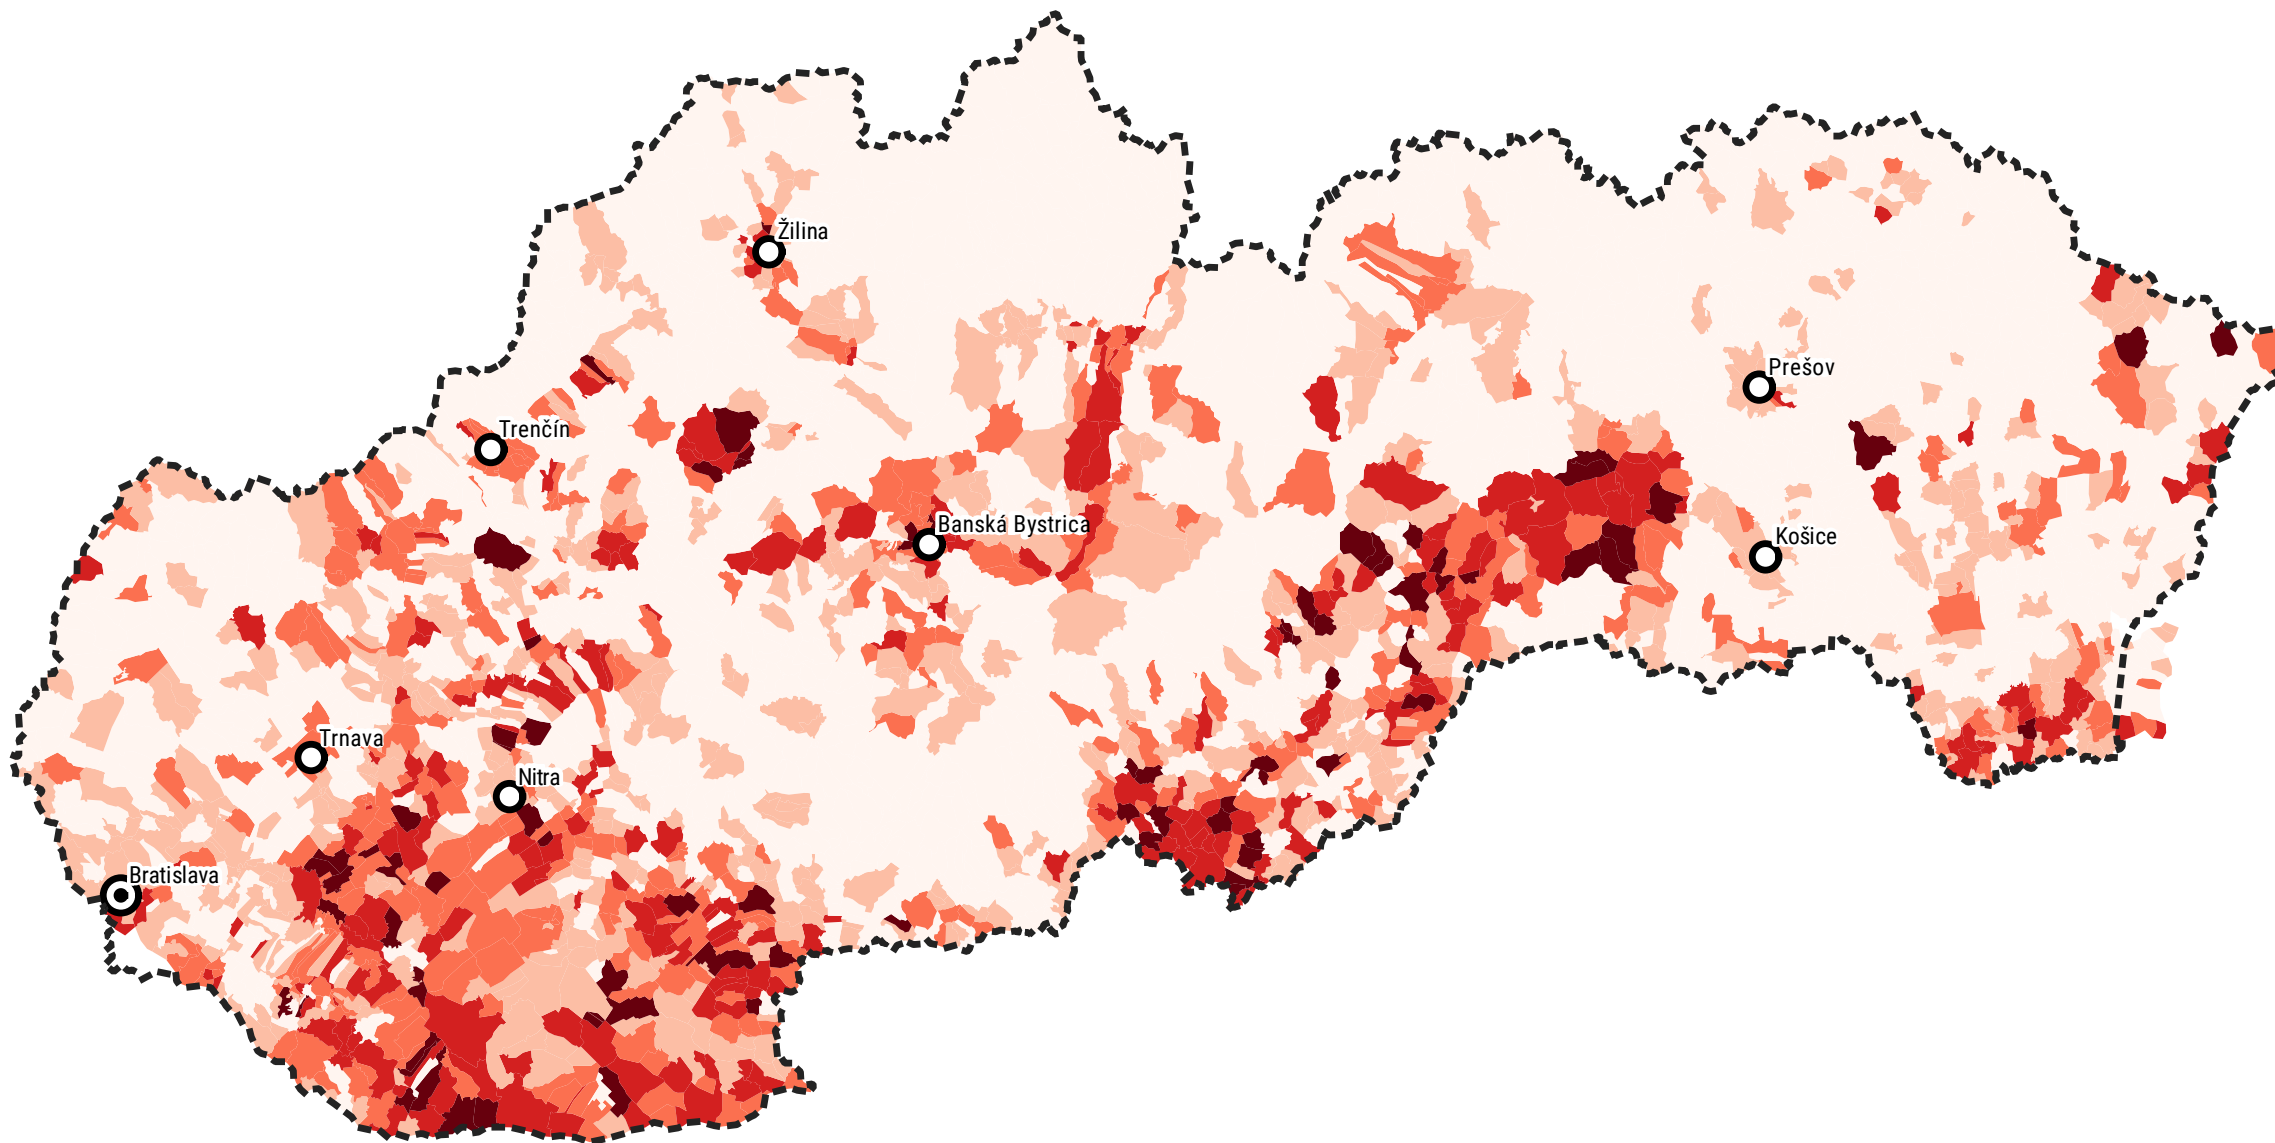 Žilina
Prešov
Trenčín
Banská Bystrica
Košice
Trnava
Nitra
Bratislava